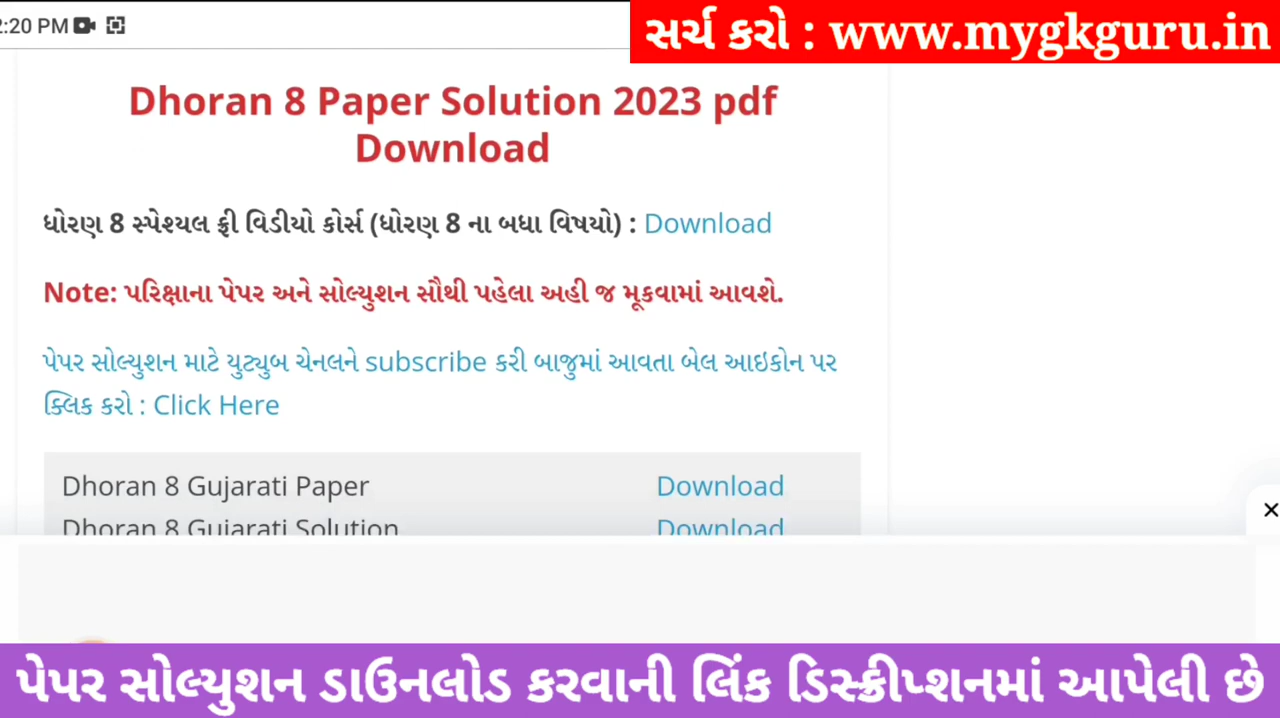 2:20 PM
સર્ચ કરો : www.mygkguru.in
Dhoran 8 Paper Solution 2023 pdf
Download
ધોરણ 8 સ્પેશ્યલ ફ્રી વિડીયો કોર્સ (ધોરણ 8 ના બધા વિષયો) : Download
Note: પરિક્ષાના પેપર અને સોલ્યુશન સૌથી પહેલા અહી જ મૂકવામાં આવશે.
પેપર સોલ્યુશન માટે યુટ્યુબ ચેનલને subscribe કરી બાજુમાં આવતા બેલ આઇકોન પર
ક્લિક કરો : Click Here
Dhoran 8 Gujarati Paper Download
Dhoran 8 Gujarati Solution Download
પેપર સોલ્યુશન ડાઉનલોડ કરવાની લિંક ડિસ્ક્રીપ્શનમાં આપેલી છે